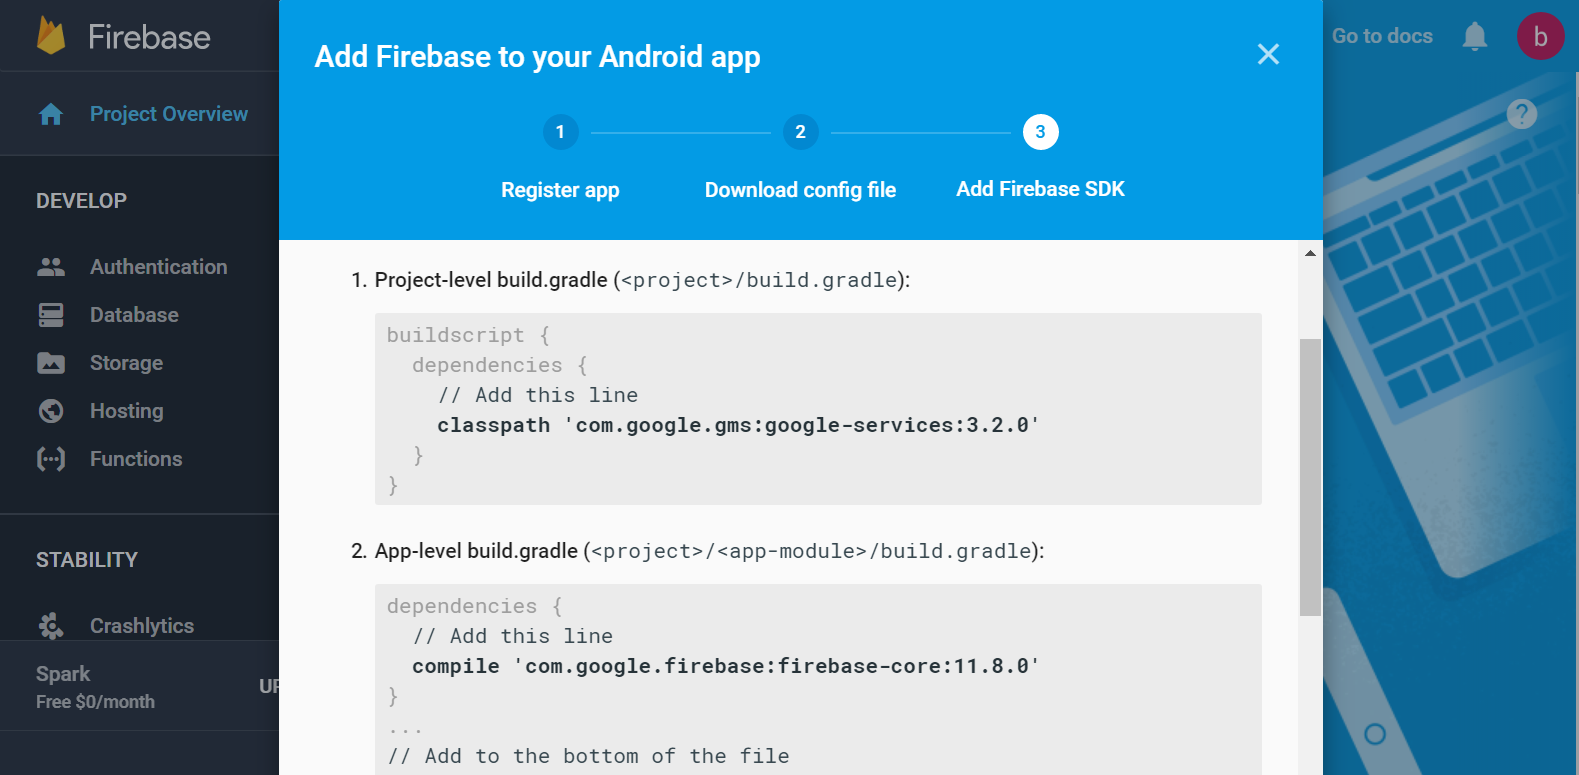 Firebase
Project Overview
DEVELOP
Authentication
Database
Storage
Hosting
Functions
STABILITY
Crashlytics
Spark
Free $0/month
UP
Add Firebase to your Android app
1
2
3
Register app
Download config file
Add Firebase SDK
Go to docs
b
?
1. Project-level build.gradle (<project>/build.gradle):
buildscript {
  dependencies {
    // Add this line
    classpath 'com.google.gms:google-services:3.2.0'
  }
}
2. App-level build.gradle (<project>/<app-module>/build.gradle):
dependencies {
  // Add this line
  compile 'com.google.firebase:firebase-core:11.8.0'
}
...
// Add to the bottom of the file